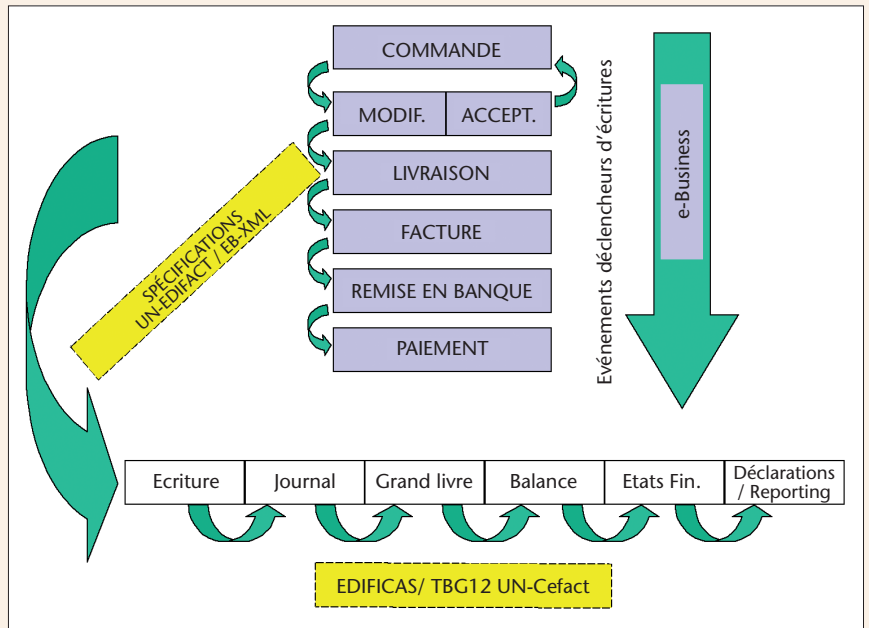 COMMANDE
MODIF.
ACCEPT.
LIVRAISON
FACTURE
REMISE EN BANQUE
PAIEMENT
SPÉCIFICATIONS
UN-EDIFACT / EB-XML
Evénements déclencheurs d'écritures
e-Business
Ecriture
Journal
Grand livre
Balance
Etats Fin.
Déclarations
/ Reporting
EDIFICAS/ TBG12 UN-Cefact